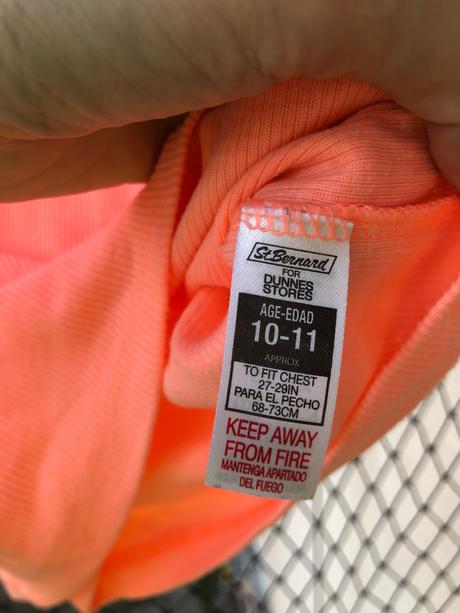 St.Bernard
FOR
DUNNES
STORES
AGE-EDAD
10-11
APPROX
TO FIT CHEST
27-29IN
PARA EL PECHO
68-73CM
KEEP AWAY
FROM FIRE
MANTENGA APARTADO
DEL FUEGO